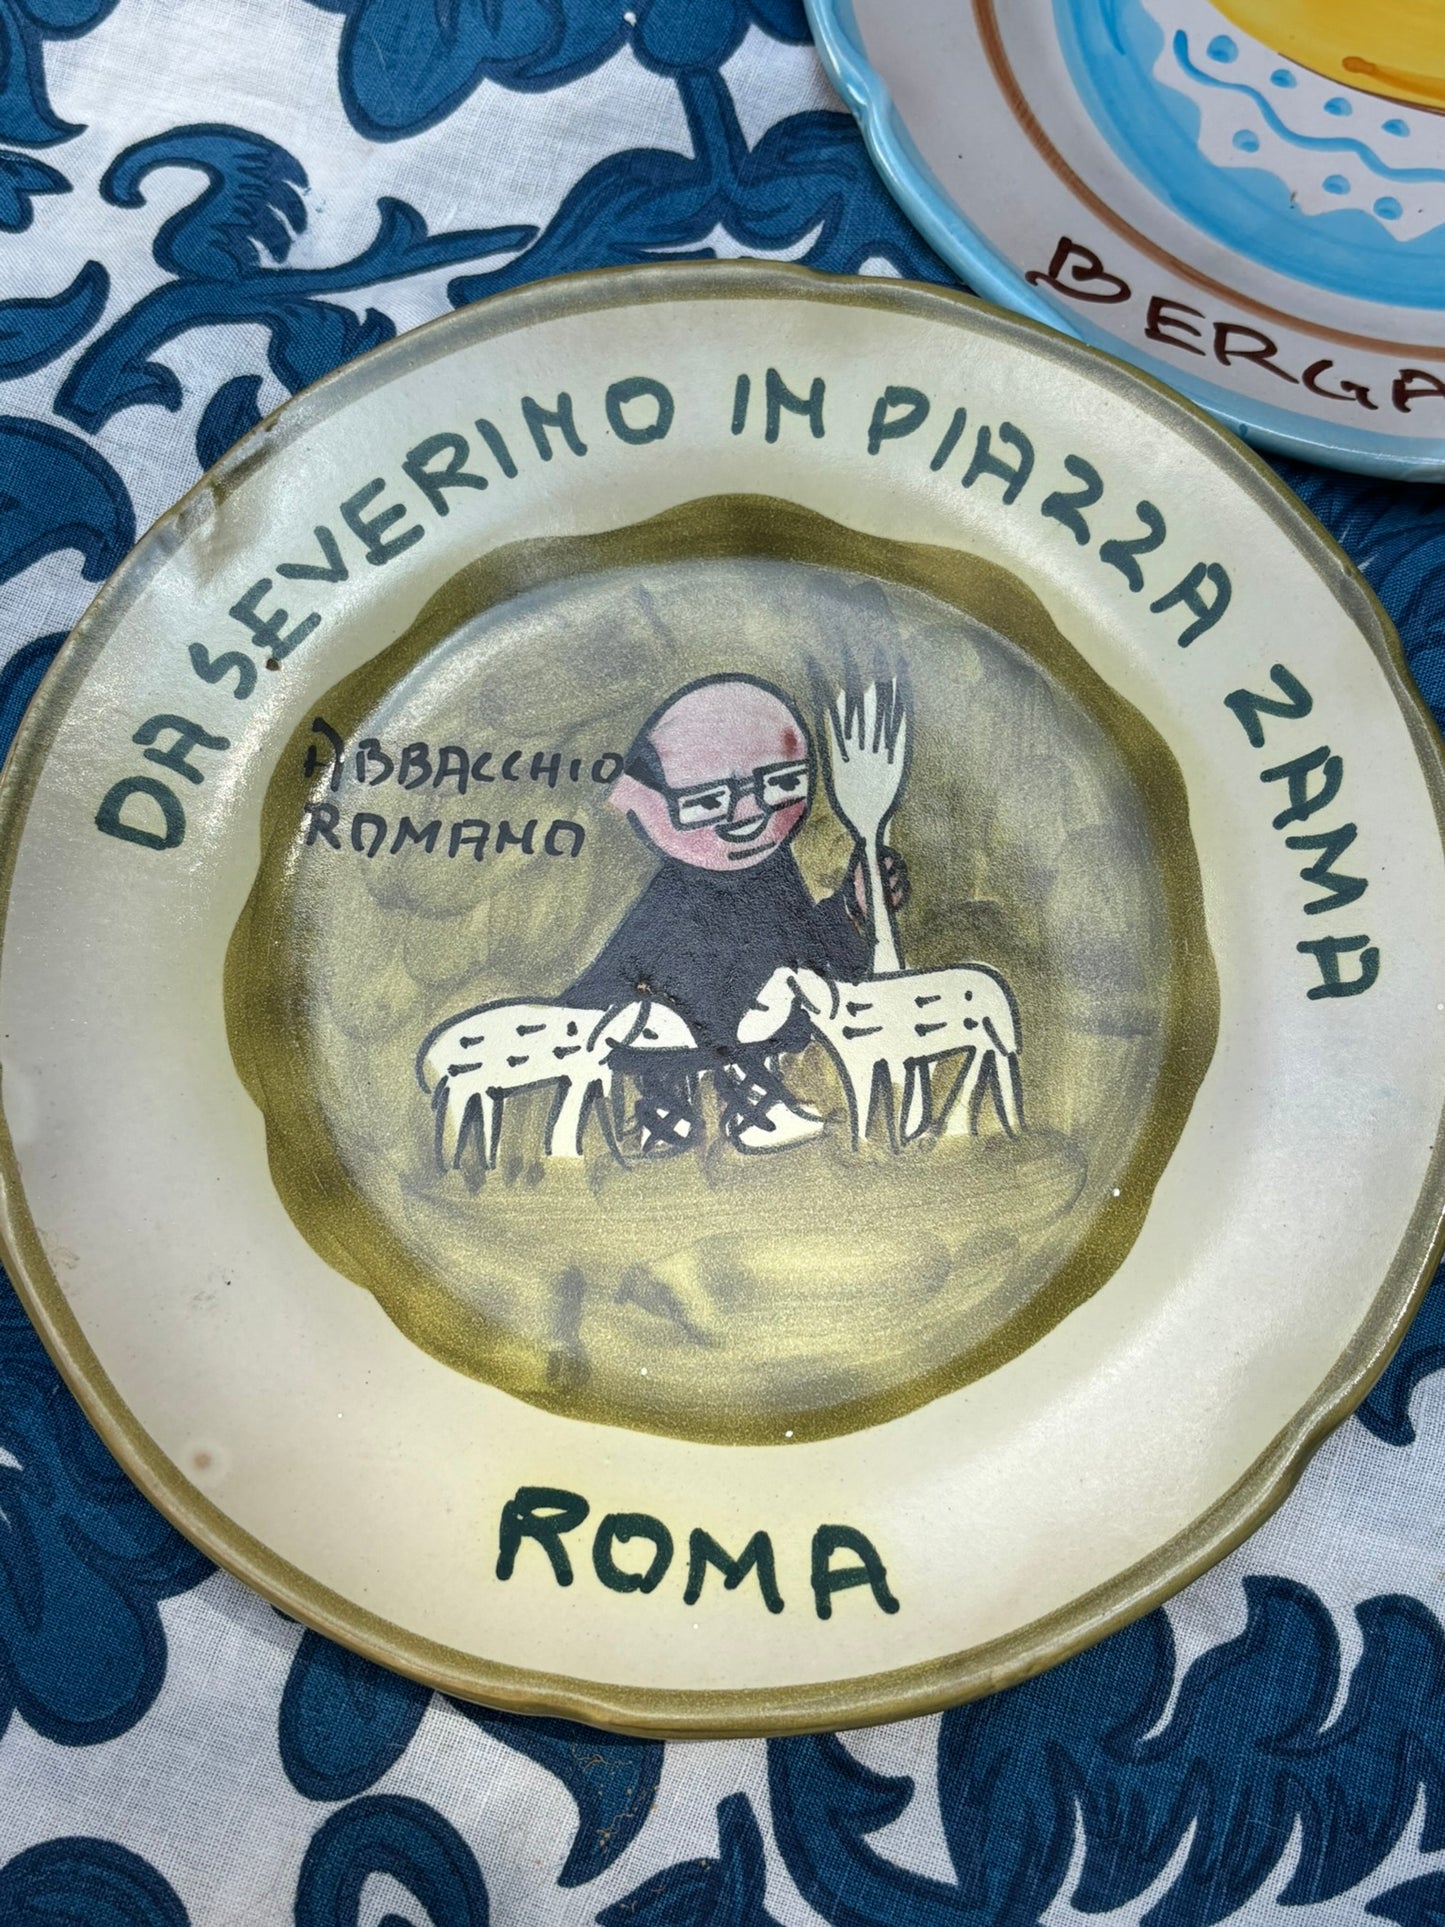 DA SEVERINO IN PIAZZA ZAMA
ABBACCHIO
ROMANO
ROMA
BERGA